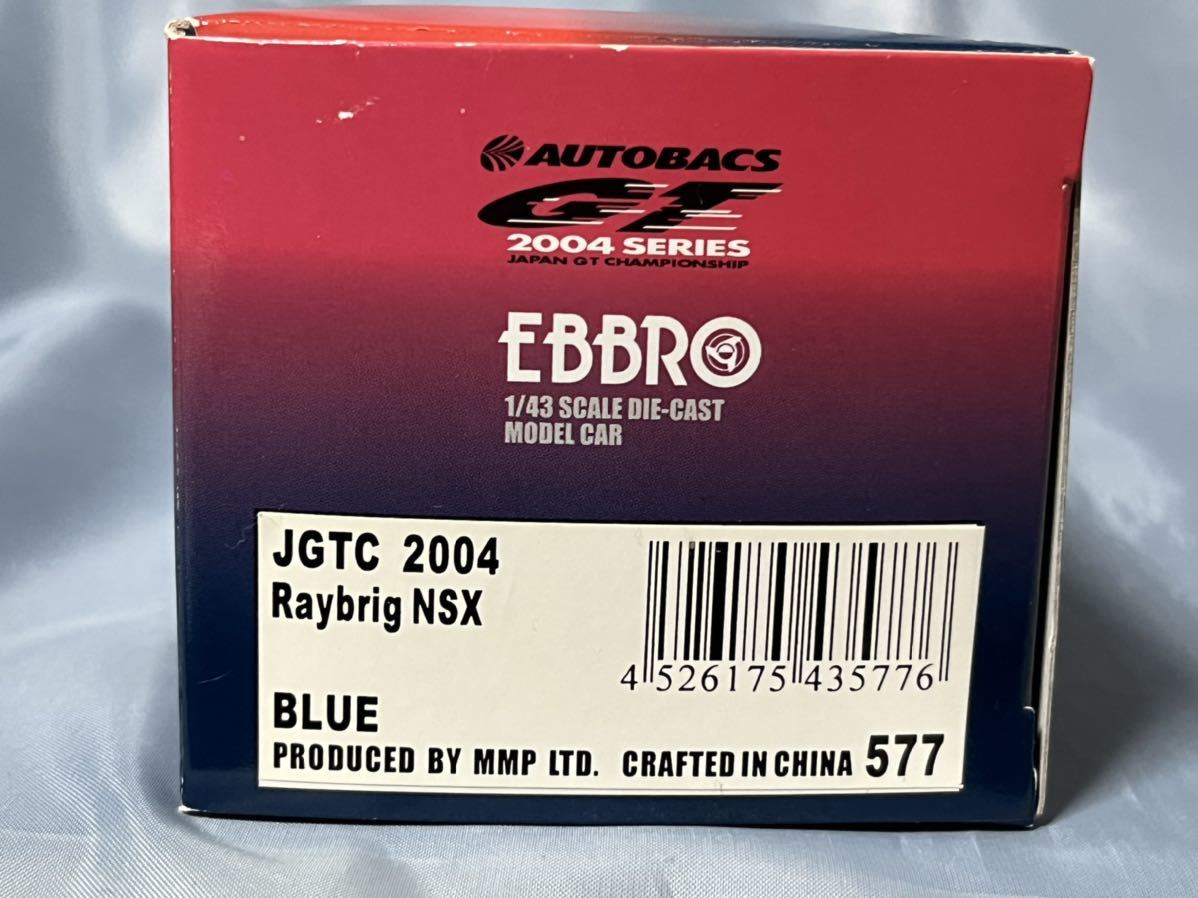 AUTOBACS
GT
2004 SERIES
JAPAN GT CHAMPIONSHIP
EBBRO
1/43 SCALE DIE-CAST
MODEL CAR
JGTC 2004
Raybrig NSX
4 526175 435776
BLUE
PRODUCED BY MMP LTD. CRAFTED IN CHINA 577